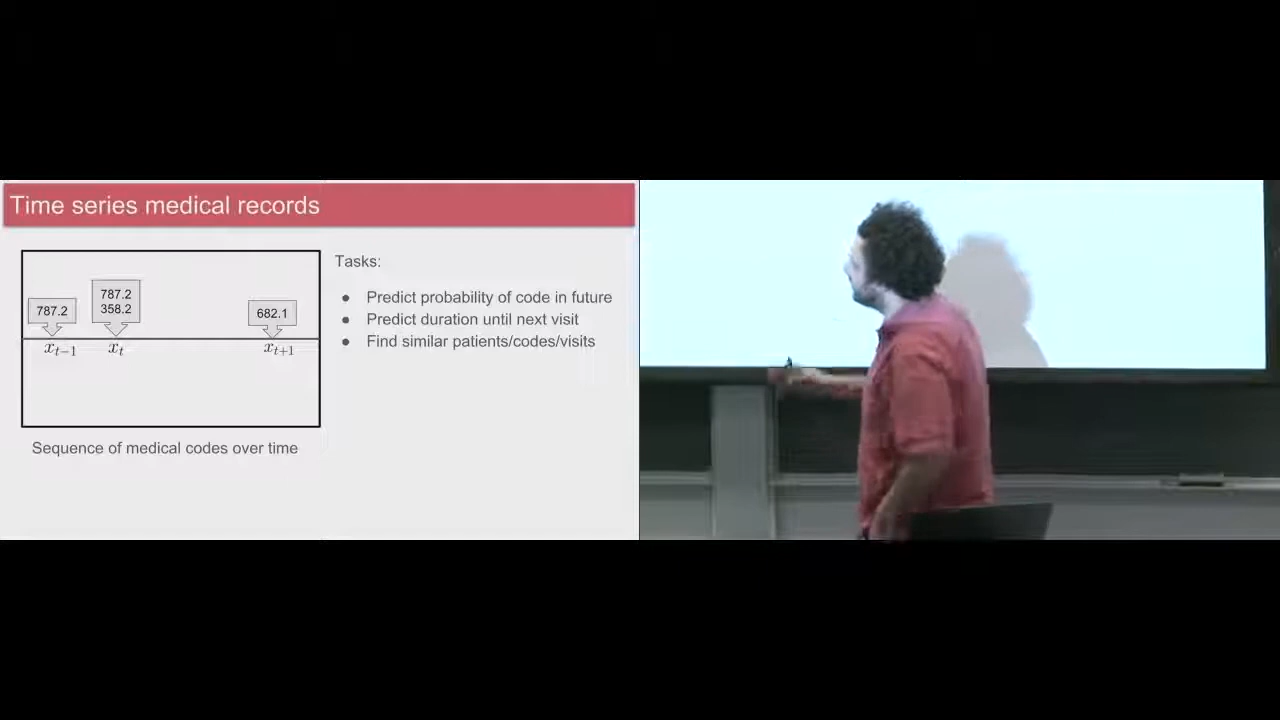 Time series medical records
787.2
787.2
358.2
682.1
x_{t-1}
x_t
x_{t+1}
Sequence of medical codes over time
Tasks:
● Predict probability of code in future
● Predict duration until next visit
● Find similar patients/codes/visits